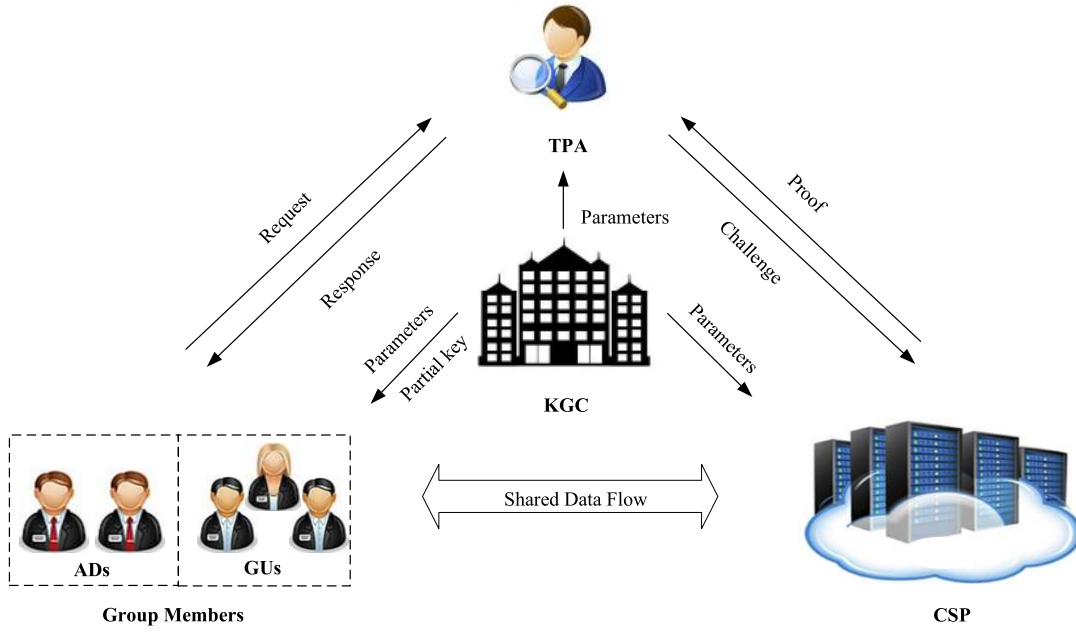 TPA
Request
Response
Proof
Challenge
Parameters
Parameters
Partial key
Parameters
KGC
Shared Data Flow
ADs
GUs
Group Members
CSP